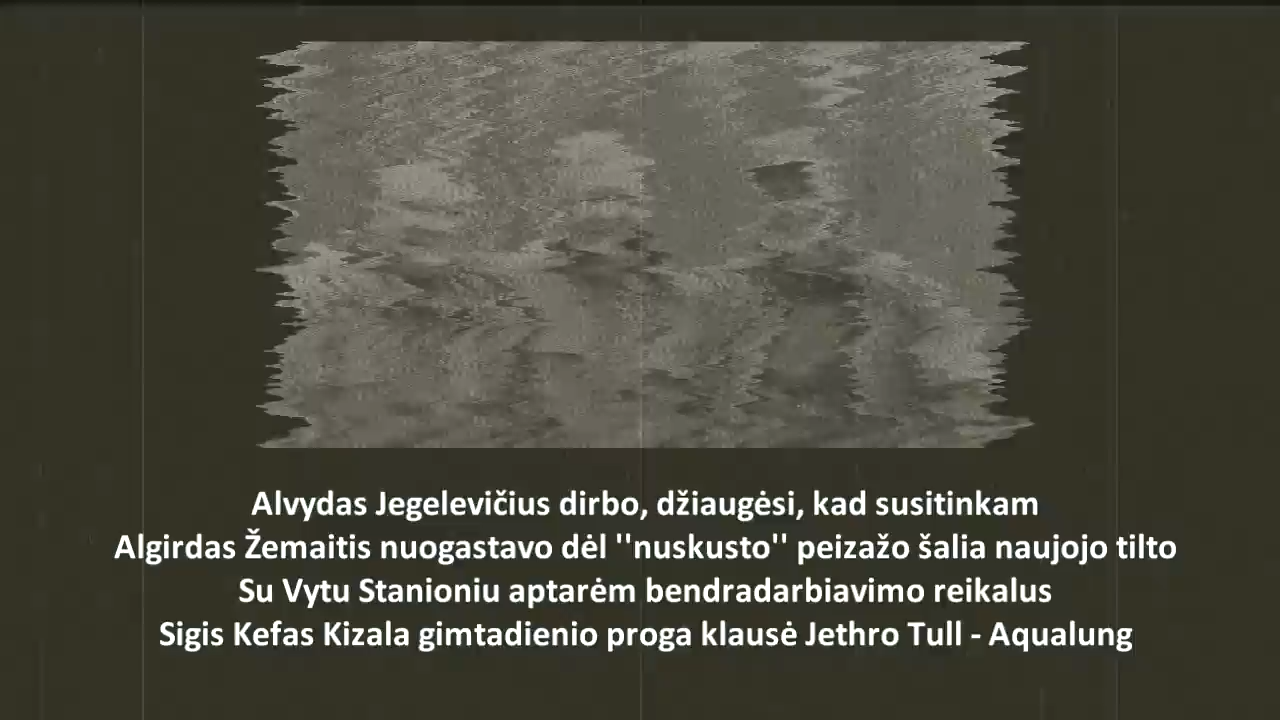 Alvydas Jegelevičius dirbo, džiaugėsi, kad susitinkam
Algirdas Žemaitis nuogastavo dėl ''nuskusto'' peizažo šalia naujojo tilto
Su Vytu Stanioniu aptarėm bendradarbiavimo reikalus
Sigis Kefas Kizala gimtadienio proga klausė Jethro Tull - Aqualung